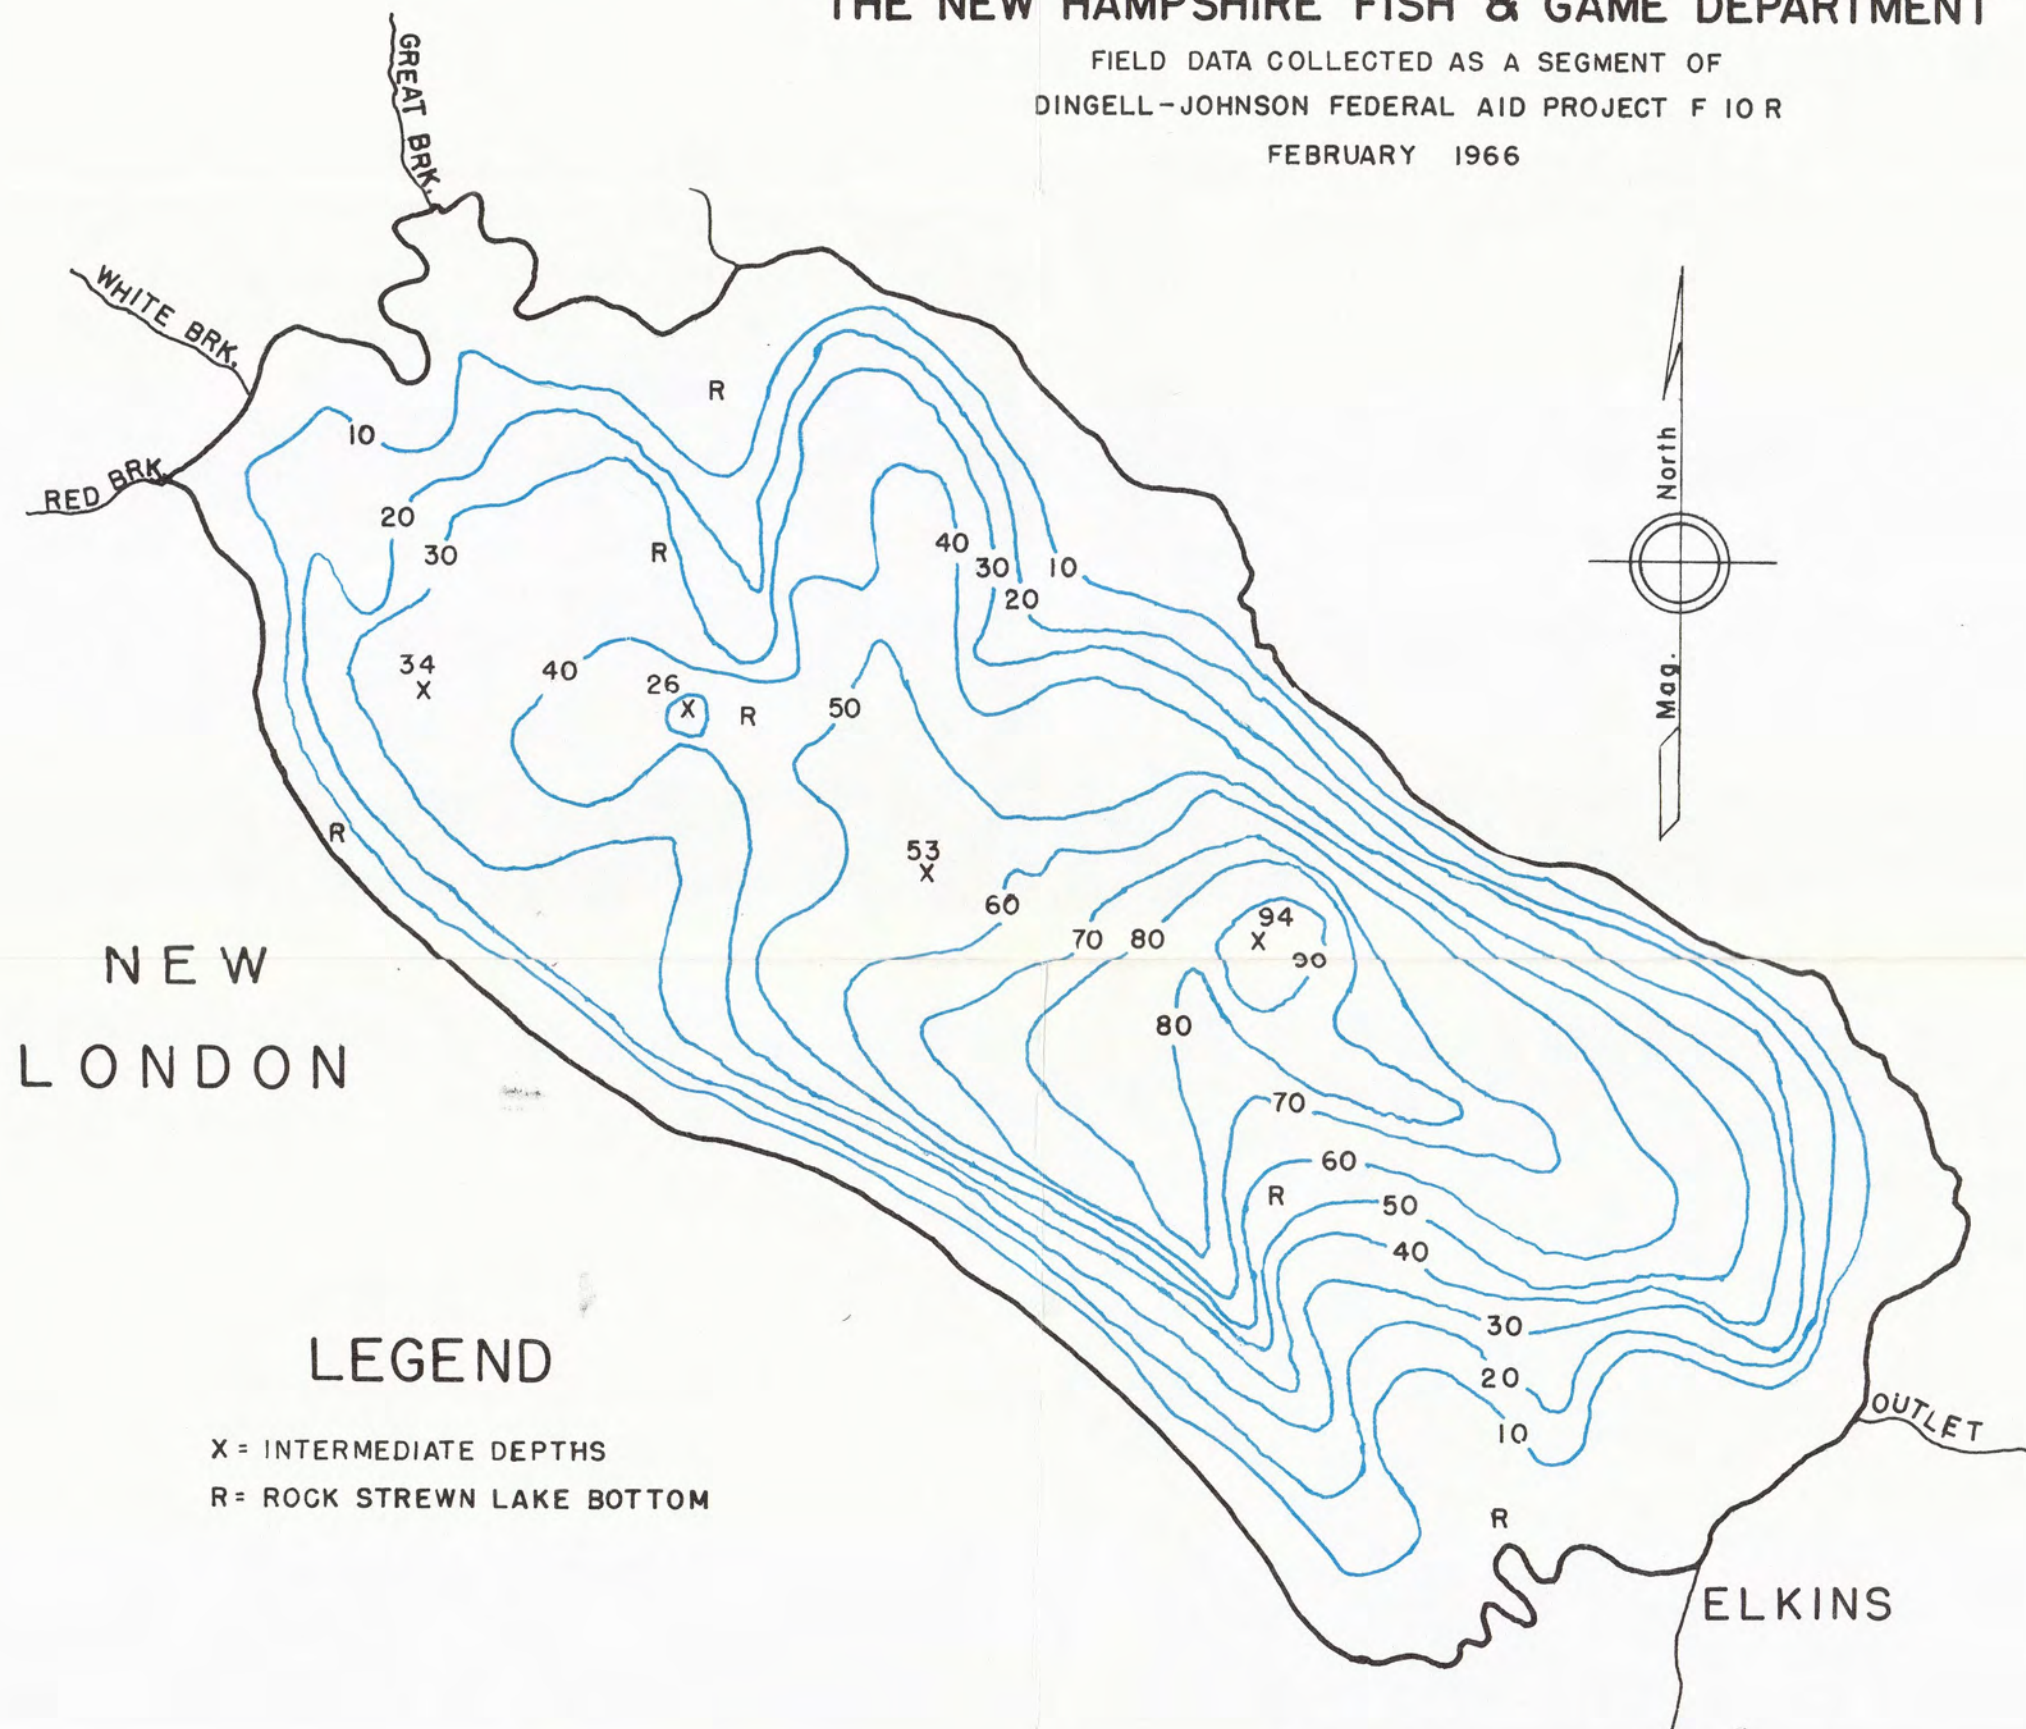 THE NEW HAMPSHIRE FISH & GAME DEPARTMENT
FIELD DATA COLLECTED AS A SEGMENT OF
DINGELL-JOHNSON FEDERAL AID PROJECT F 10 R
FEBRUARY 1966
GREAT BRK.
WHITE BRK.
RED BRK.
R
10
20
30
R
40
30
10
20
34
X
40
26
X
R
50
North
Mag.
R
53
X
60
70
80
94
X
90
80
70
60
R
50
40
30
20
10
R
NEW
LONDON
LEGEND
X = INTERMEDIATE DEPTHS
R = ROCK STREWN LAKE BOTTOM
OUTLET
ELKINS